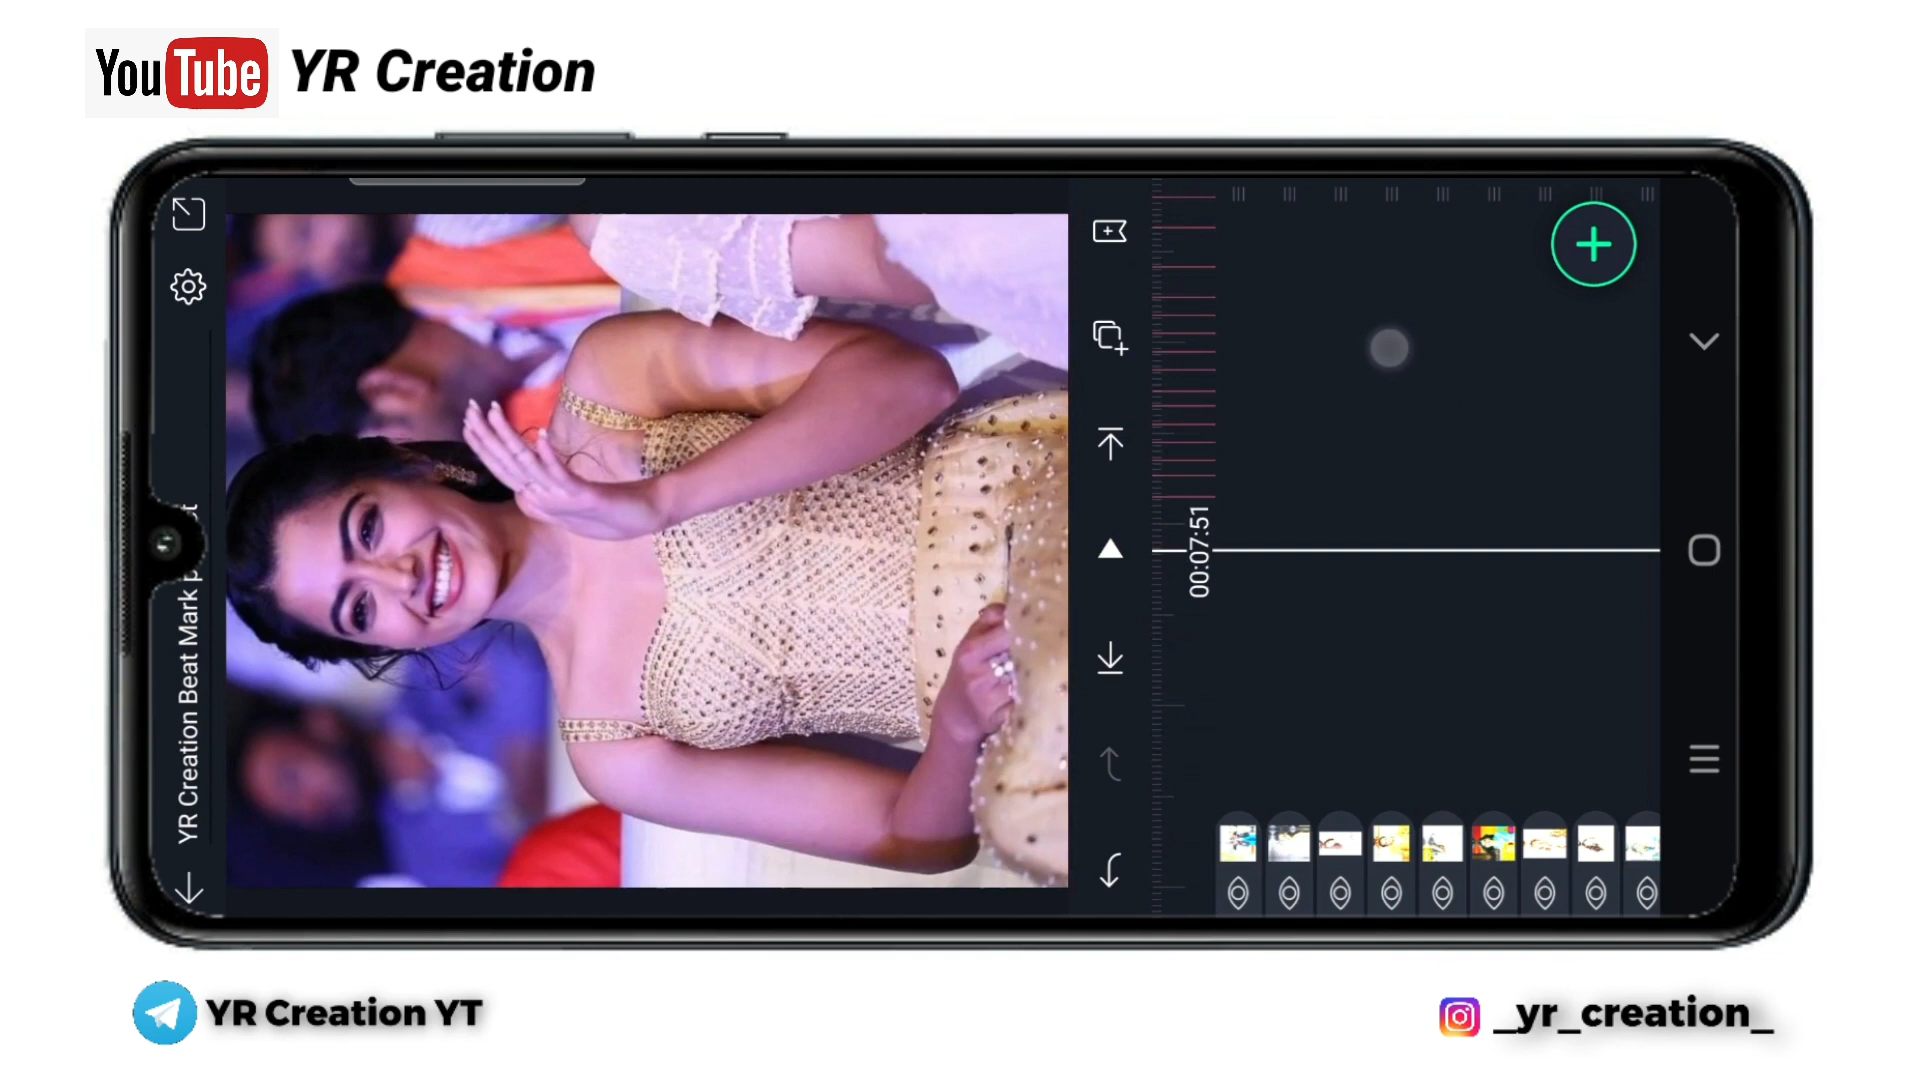 YouTube YR Creation
YR Creation Beat Mark p
00:07:51
YR Creation YT
_yr_creation_